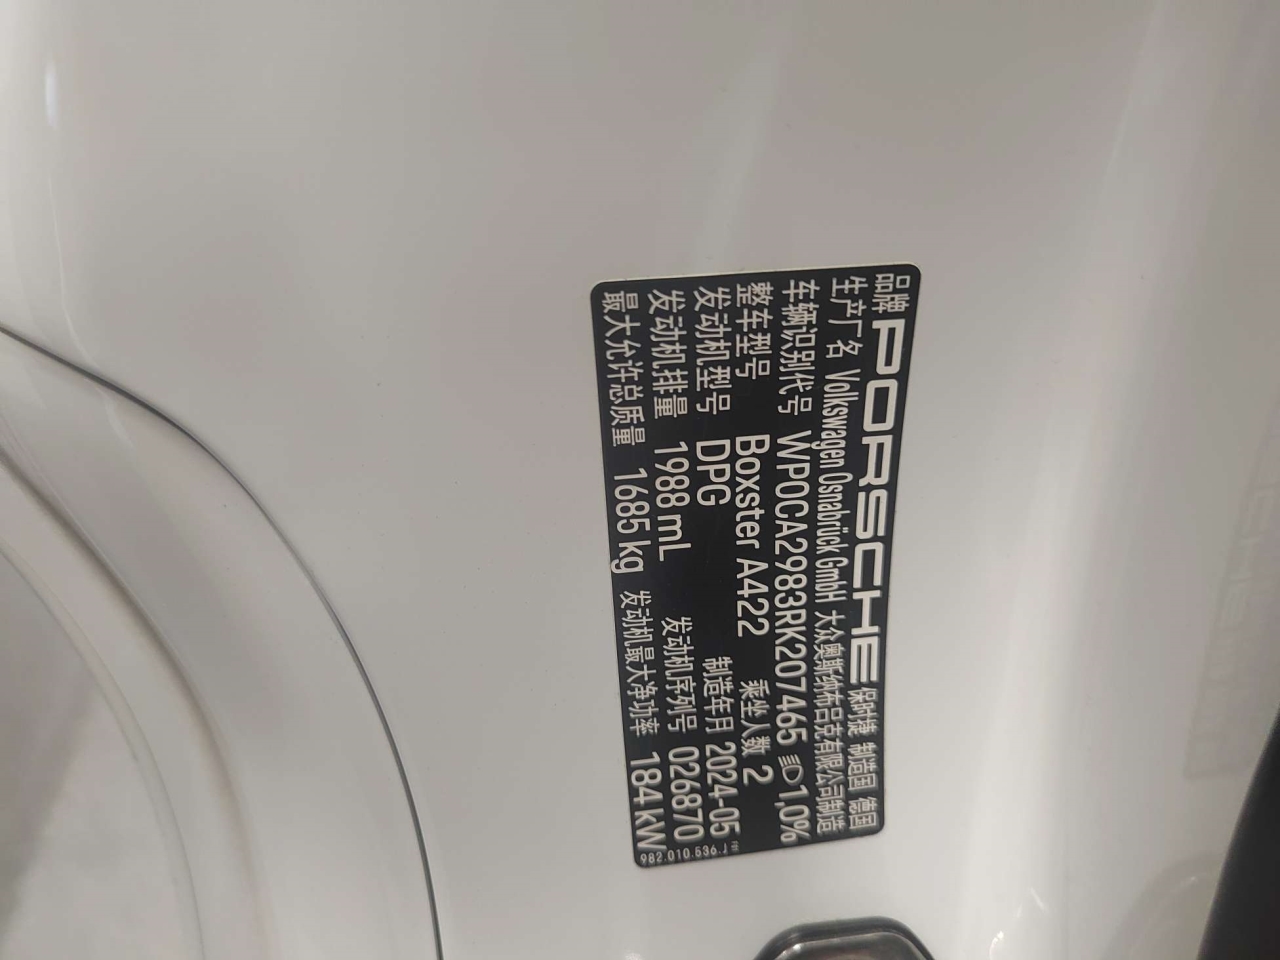 品牌 PORSCHE 保时捷 制造国 德国
生产厂名 Volkswagen Osnabrück GmbH 大众奥斯纳布吕克有限公司制造
车辆识别代号 WP0CA2983RK207465 1,0%
整车型号 Boxster A422 乘坐人数 2
发动机型号 DPG 制造年月 2024-05
发动机排量 1988 mL 发动机序列号 026870
最大允许总质量 1685 kg 发动机最大净功率 184 kW
982.010.536.J